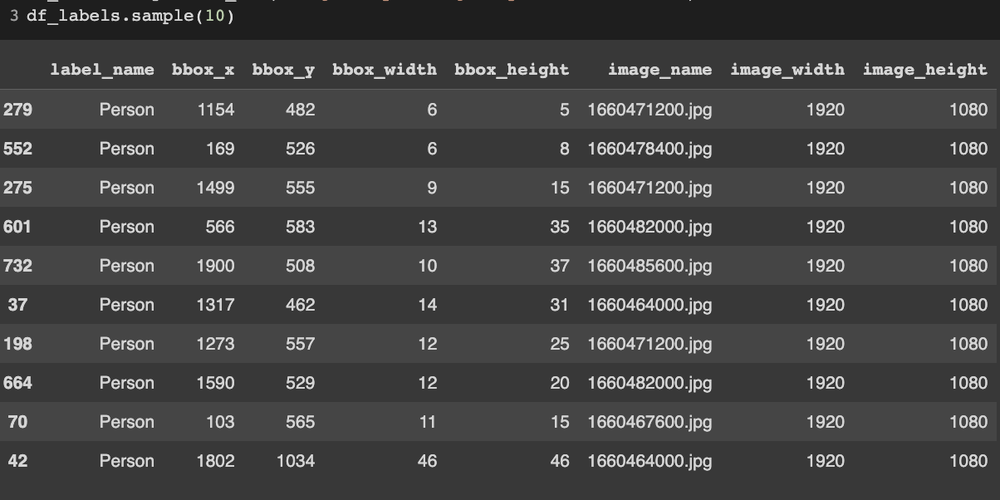 3 df_labels.sample(10)
label_name bbox_x bbox_y bbox_width bbox_height image_name image_width image_height
279 Person 1154 482 6 5 1660471200.jpg 1920 1080
552 Person 169 526 6 8 1660478400.jpg 1920 1080
275 Person 1499 555 9 15 1660471200.jpg 1920 1080
601 Person 566 583 13 35 1660482000.jpg 1920 1080
732 Person 1900 508 10 37 1660485600.jpg 1920 1080
37 Person 1317 462 14 31 1660464000.jpg 1920 1080
198 Person 1273 557 12 25 1660471200.jpg 1920 1080
664 Person 1590 529 12 20 1660482000.jpg 1920 1080
70 Person 103 565 11 15 1660467600.jpg 1920 1080
42 Person 1802 1034 46 46 1660464000.jpg 1920 1080